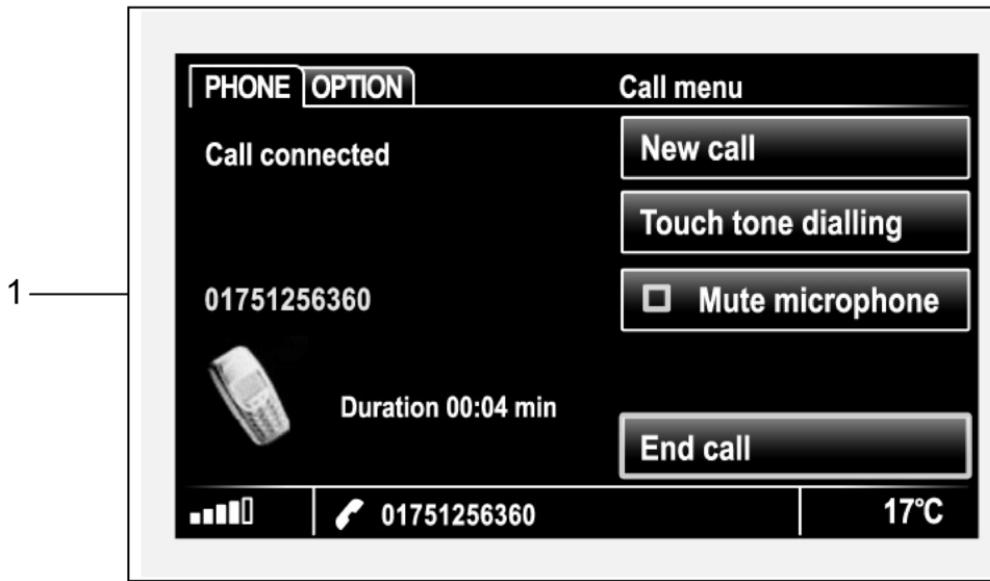 PHONE OPTION Call menu
Call connected
New call
Touch tone dialling
1
01751256360
Mute microphone
Duration 00:04 min
End call
01751256360 17°C